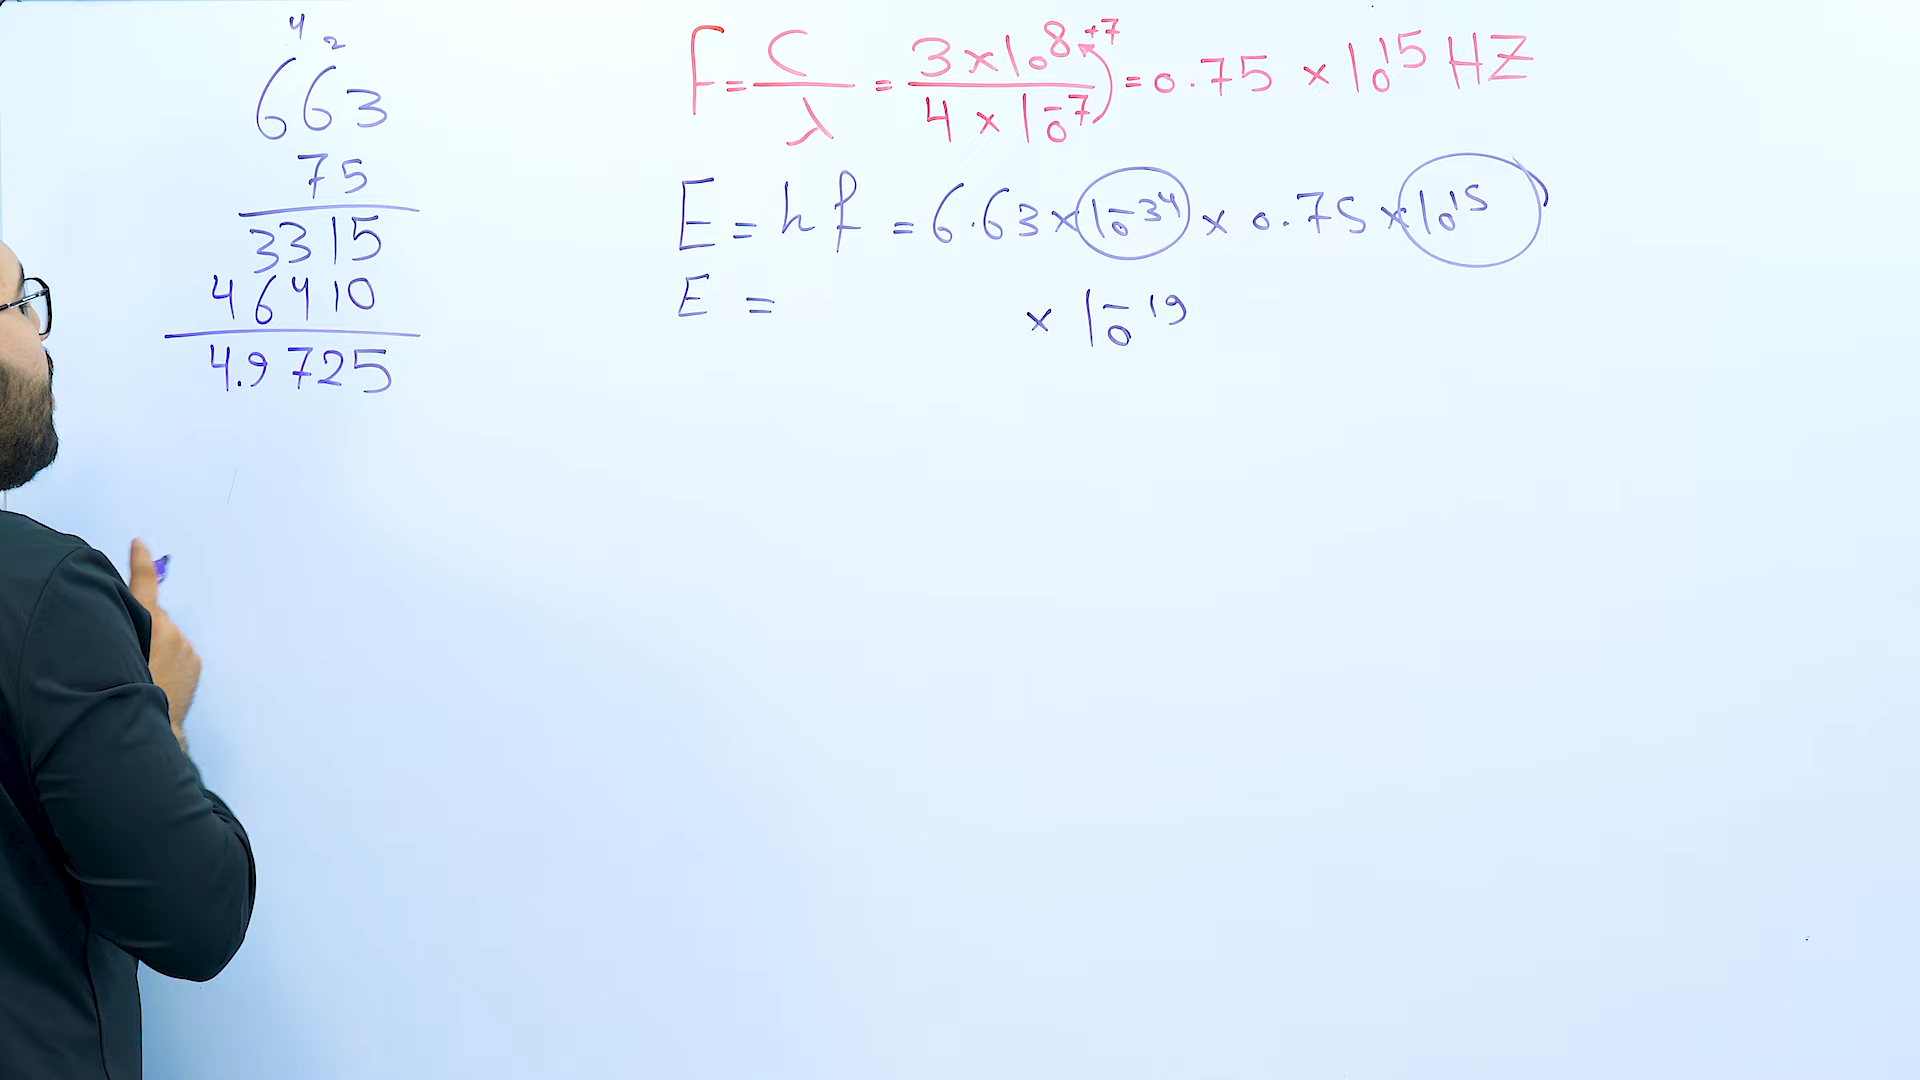 4 2
663
75
3315
46410
4.9725
F = C/λ = 3×10^8+7 / 4×10^-7 = 0.75 × 10^15 HZ
E = hf = 6.63×10^-34 × 0.75×10^15
E = × 10^-19